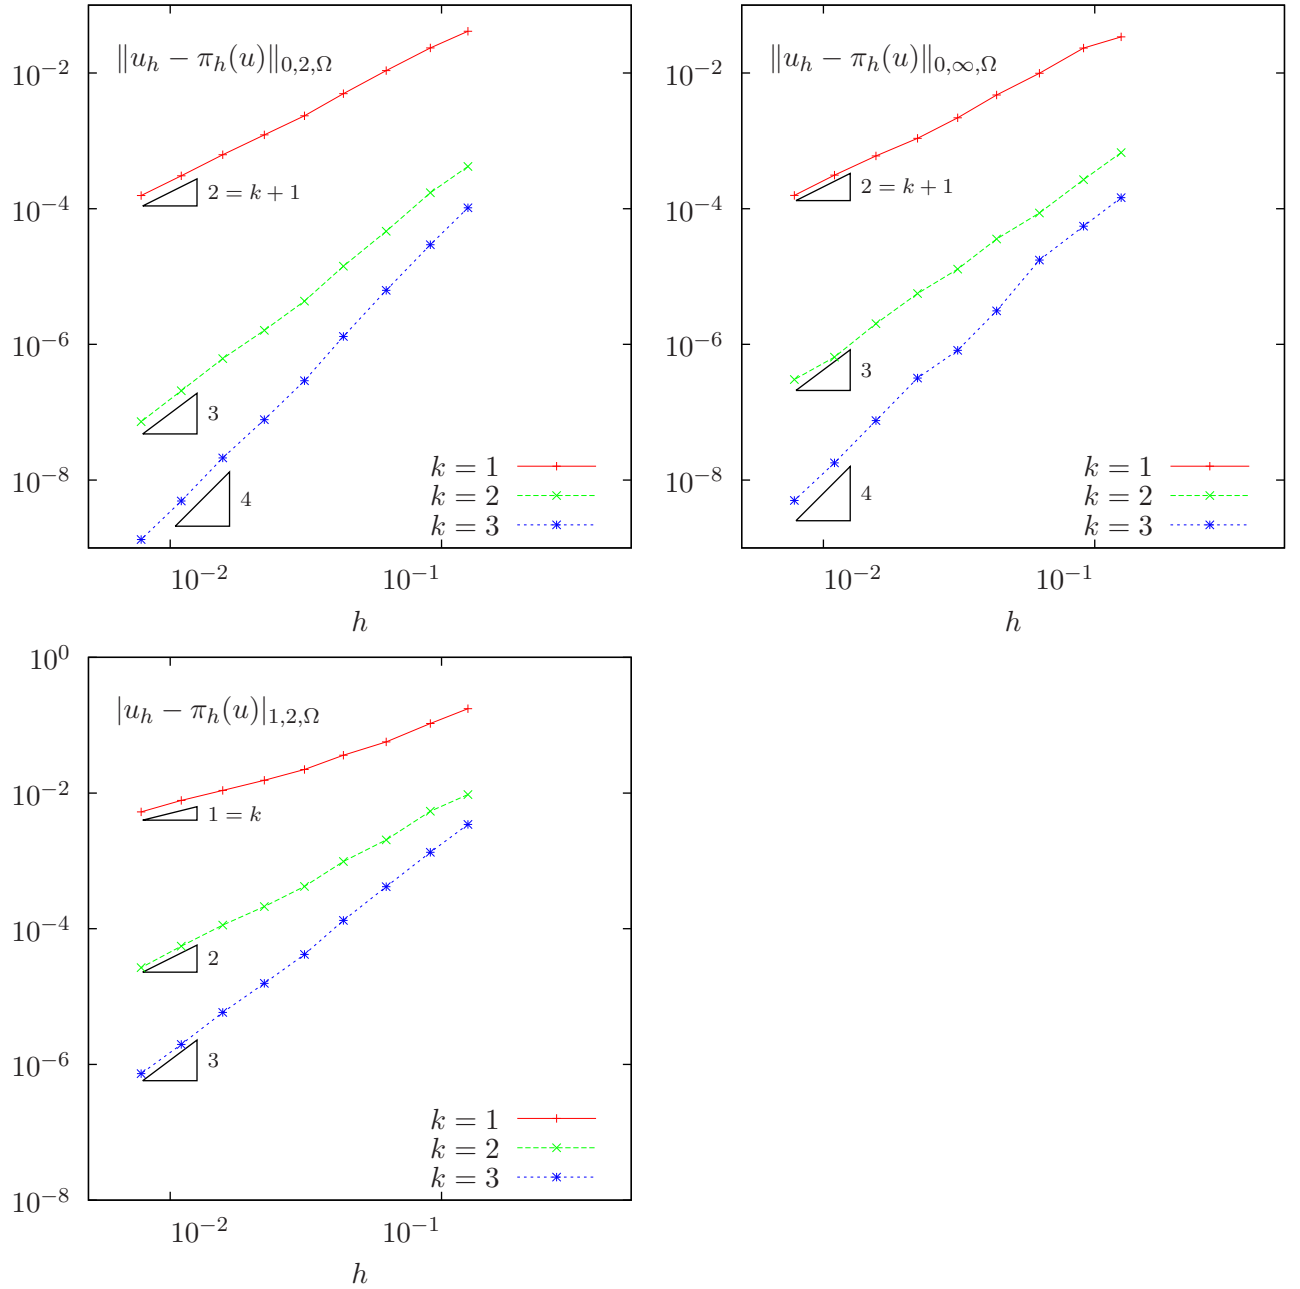 ‖u_h − π_h(u)‖_{0,2,Ω}
10^{−2}
2 = k + 1
10^{−4}
10^{−6}
3
k = 1
10^{−8}
k = 2
4
k = 3
10^{−2}
10^{−1}
h
‖u_h − π_h(u)‖_{0,∞,Ω}
10^{−2}
2 = k + 1
10^{−4}
10^{−6}
3
k = 1
10^{−8}
k = 2
4
k = 3
10^{−2}
10^{−1}
h
10^{0}
|u_h − π_h(u)|_{1,2,Ω}
10^{−2}
1 = k
10^{−4}
2
10^{−6}
3
k = 1
k = 2
k = 3
10^{−8}
10^{−2}
10^{−1}
h